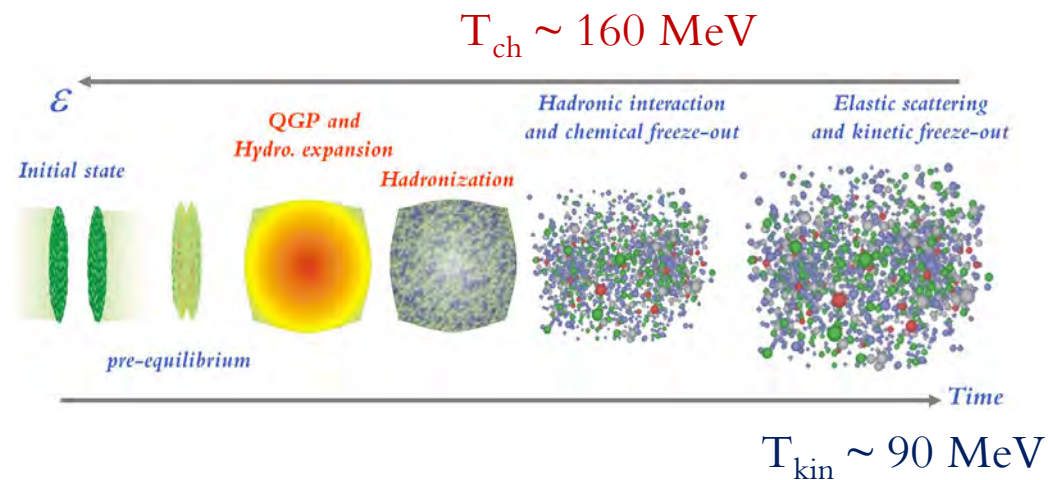 T_ch ~ 160 MeV
ε
Initial state
QGP and
Hydro. expansion
Hadronization
Hadronic interaction
and chemical freeze-out
Elastic scattering
and kinetic freeze-out
pre-equilibrium
Time
T_kin ~ 90 MeV